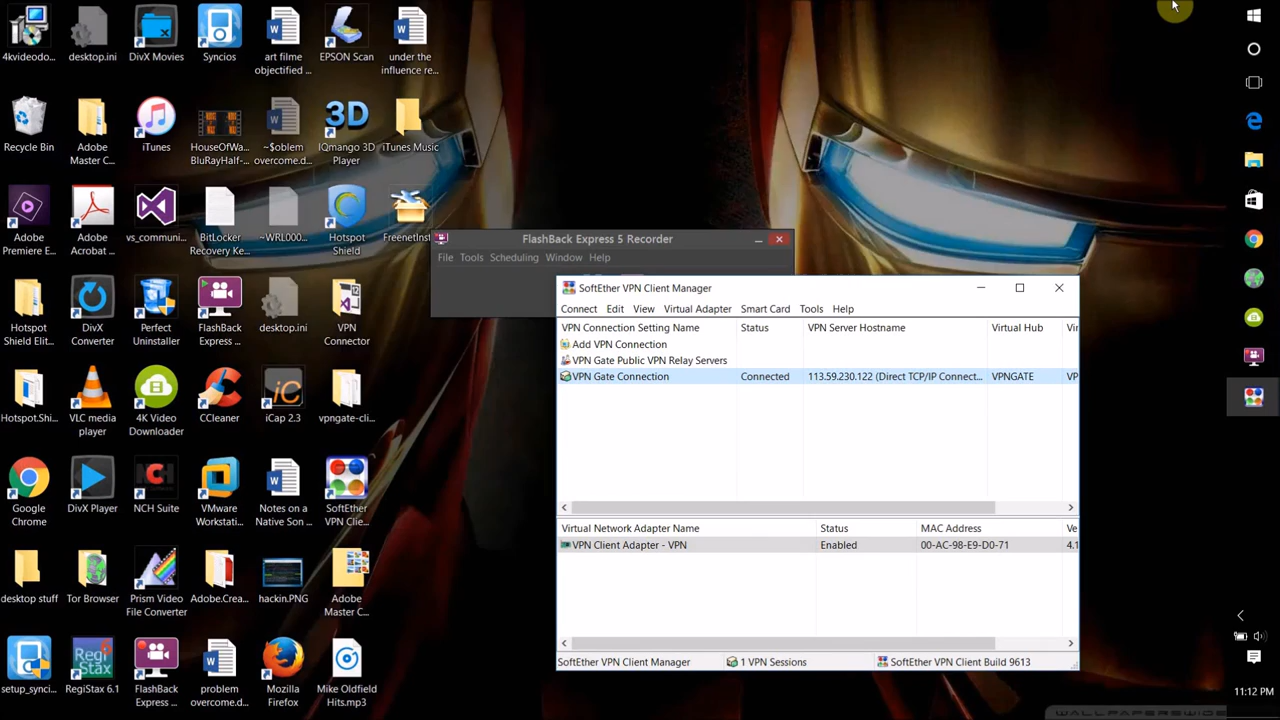 4kvideodo...
desktop.ini
DivX Movies
Syncios
art filme
objectified ...
EPSON Scan
under the
influence re...
Recycle Bin
Adobe
Master C...
iTunes
HouseOfWa...
BluRayHalf-...
~$oblem
overcome.d...
IQmango 3D
Player
iTunes Music
Adobe
Premiere E...
Adobe
Acrobat ...
vs_communi...
BitLocker
Recovery Ke...
~WRL000...
Hotspot
Shield
FreenetInst
Hotspot
Shield Elit...
DivX
Converter
Perfect
Uninstaller
FlashBack
Express ...
desktop.ini
VPN
Connector
Hotspot.Shi...
VLC media
player
4K Video
Downloader
CCleaner
iCap 2.3
vpngate-cli...
Google
Chrome
DivX Player
NCH Suite
VMware
Workstati...
Notes on a
Native Son ...
SoftEther
VPN Clie...
desktop stuff
Tor Browser
Prism Video
File Converter
Adobe.Crea...
hackin.PNG
Adobe
Master C...
setup_synci...
RegiStax 6.1
FlashBack
Express ...
problem
overcome.d...
Mozilla
Firefox
Mike Oldfield
Hits.mp3
FlashBack Express 5 Recorder
File Tools Scheduling Window Help
SoftEther VPN Client Manager
Connect Edit View Virtual Adapter Smart Card Tools Help
VPN Connection Setting Name Status VPN Server Hostname Virtual Hub Vir
Add VPN Connection
VPN Gate Public VPN Relay Servers
VPN Gate Connection Connected 113.59.230.122 (Direct TCP/IP Connect... VPNGATE VP
Virtual Network Adapter Name Status MAC Address Ve
VPN Client Adapter - VPN Enabled 00-AC-98-E9-D0-71 4.1
SoftEther VPN Client Manager 1 VPN Sessions SoftEther VPN Client Build 9613
11:12 PM